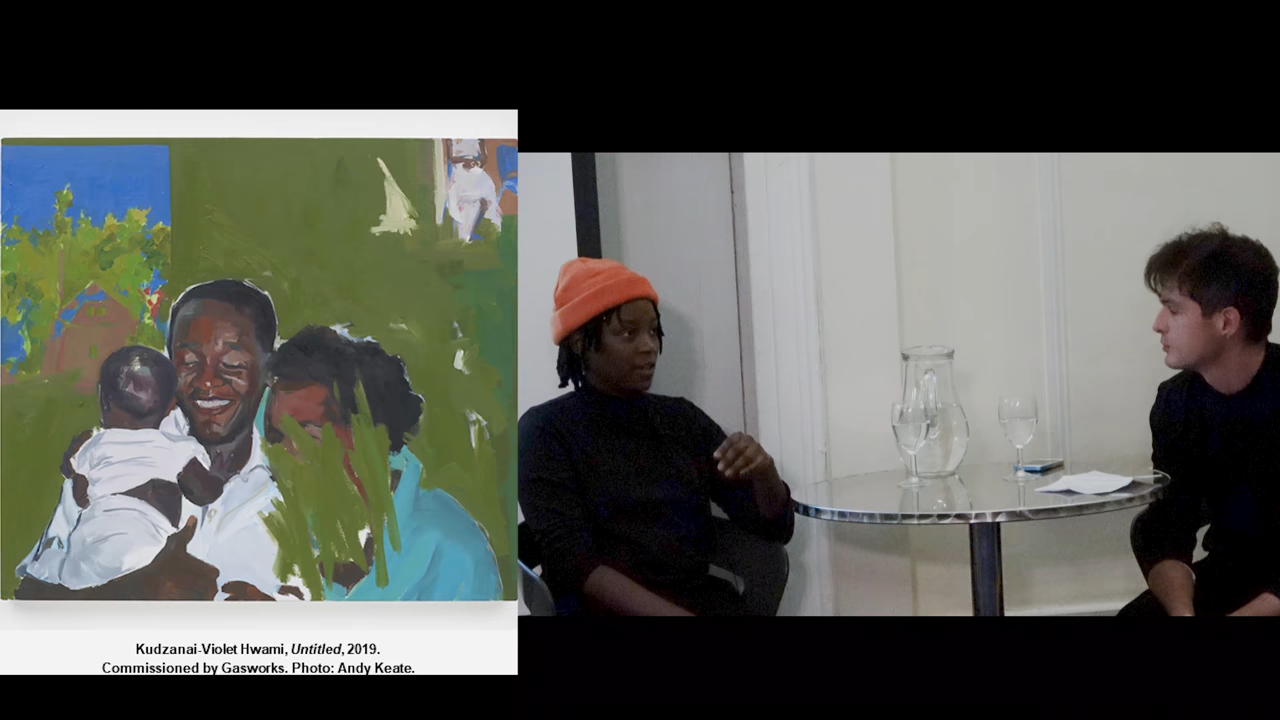 Kudzanai-Violet Hwami, Untitled, 2019.
Commissioned by Gasworks. Photo: Andy Keate.